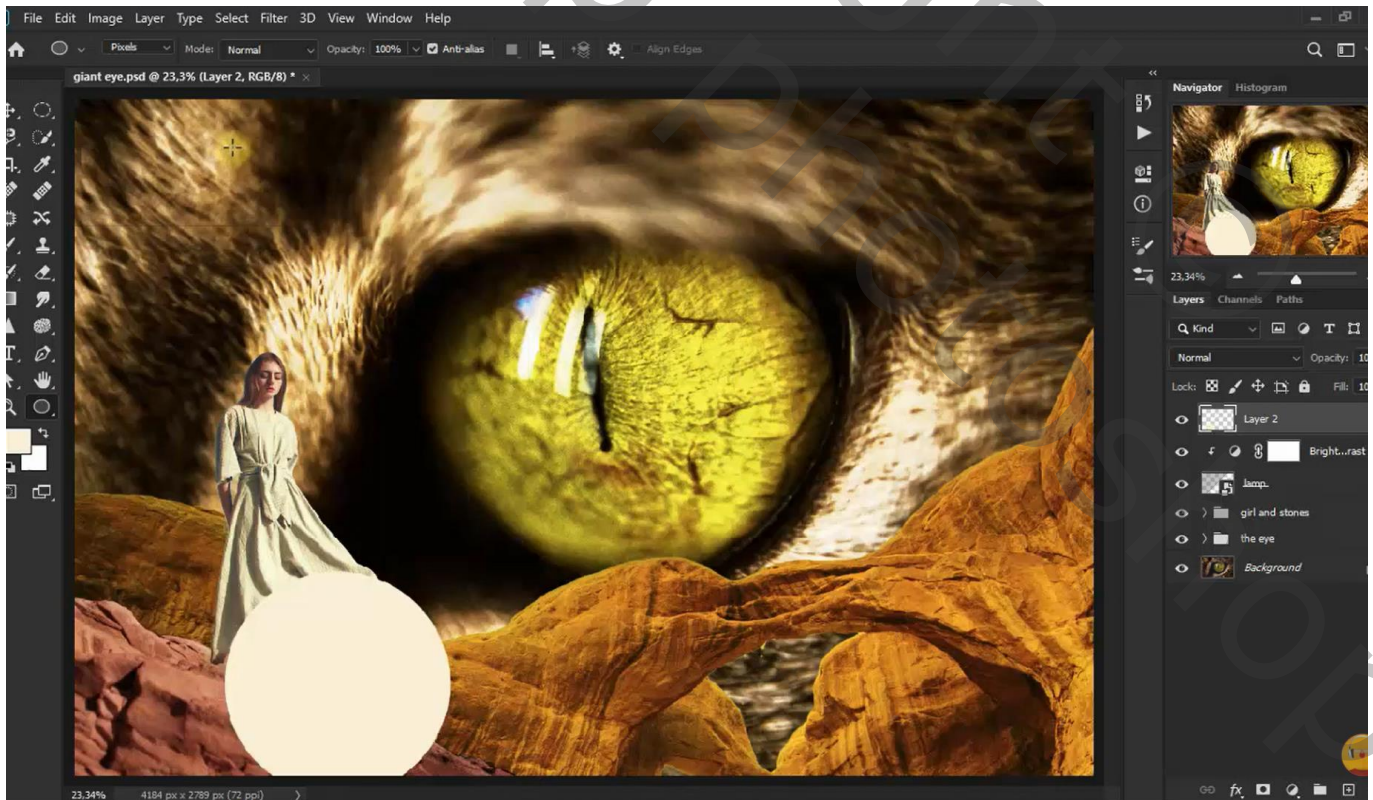 File Edit Image Layer Type Select Filter 3D View Window Help
Pixels Mode: Normal Opacity: 100% Anti-alias Align Edges
giant eye.psd @ 23,3% (Layer 2, RGB/8) * ×
Navigator Histogram
23,34%
Layers Channels Paths
Kind
Normal Opacity: 10
Lock: Fill: 10
Layer 2
Bright...rast
lamp
girl and stones
the eye
Background
23,34% 4184 px x 2789 px (72 ppi)